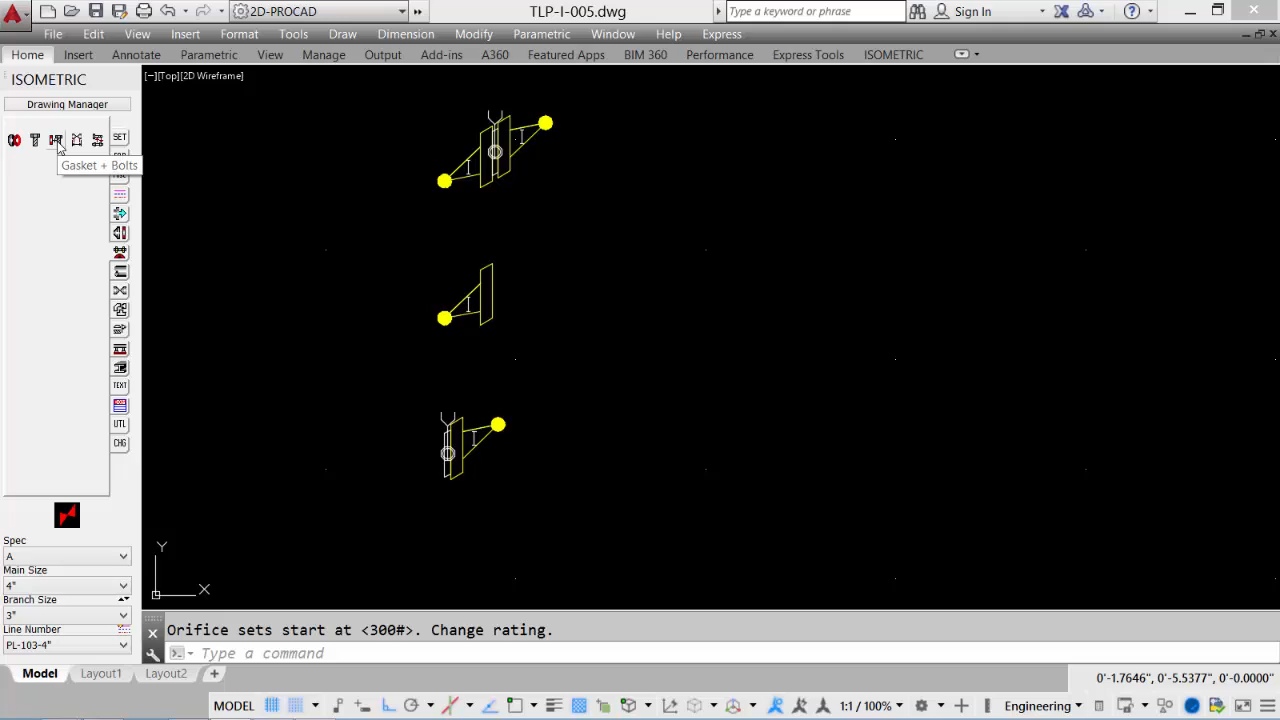 2D-PROCAD
TLP-I-005.dwg
Type a keyword or phrase
Sign In
File Edit View Insert Format Tools Draw Dimension Modify Parametric Window Help Express
Home Insert Annotate Parametric View Manage Output Add-ins A360 Featured Apps BIM 360 Performance Express Tools ISOMETRIC
ISOMETRIC
[−][Top][2D Wireframe]
Drawing Manager
SET
Gasket + Bolts
TEXT
UTL
CHG
Spec
A
Main Size
4"
Branch Size
3"
Line Number
PL-103-4"
Y
X
Orifice sets start at <300#>. Change rating.
Type a command
Model Layout1 Layout2 +
0'-1.7646", 0'-5.5377", 0'-0.0000"
MODEL
1:1 / 100%
Engineering